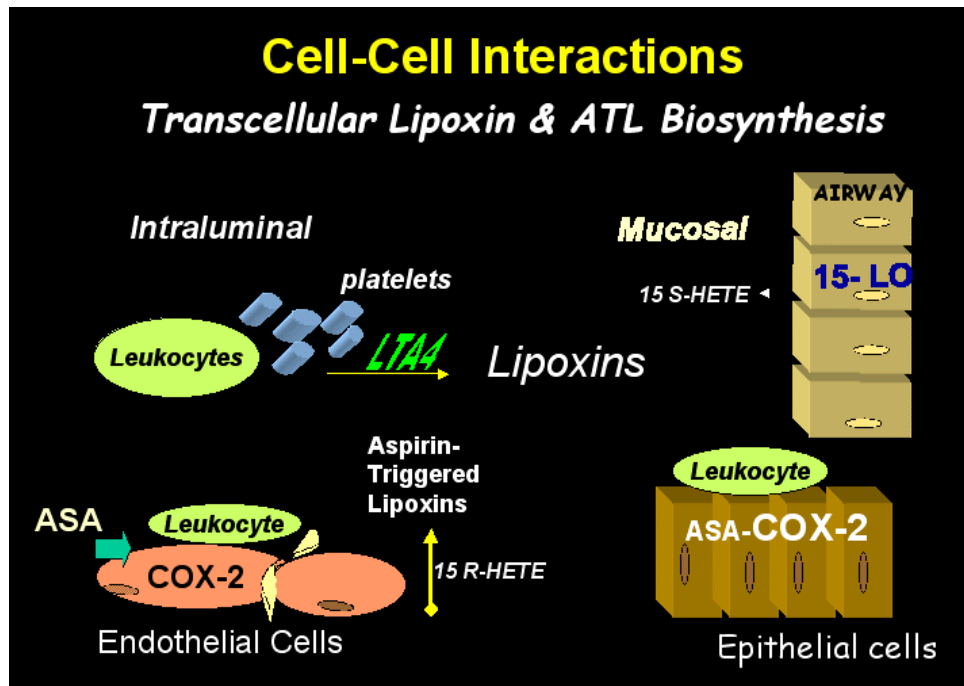 Cell-Cell Interactions
Transcellular Lipoxin & ATL Biosynthesis
Intraluminal
platelets
Leukocytes
LTA4
Lipoxins
Mucosal
AIRWAY
15- LO
15 S-HETE
Aspirin-
Triggered
Lipoxins
ASA
Leukocyte
COX-2
15 R-HETE
Endothelial Cells
Leukocyte
ASA-COX-2
Epithelial cells